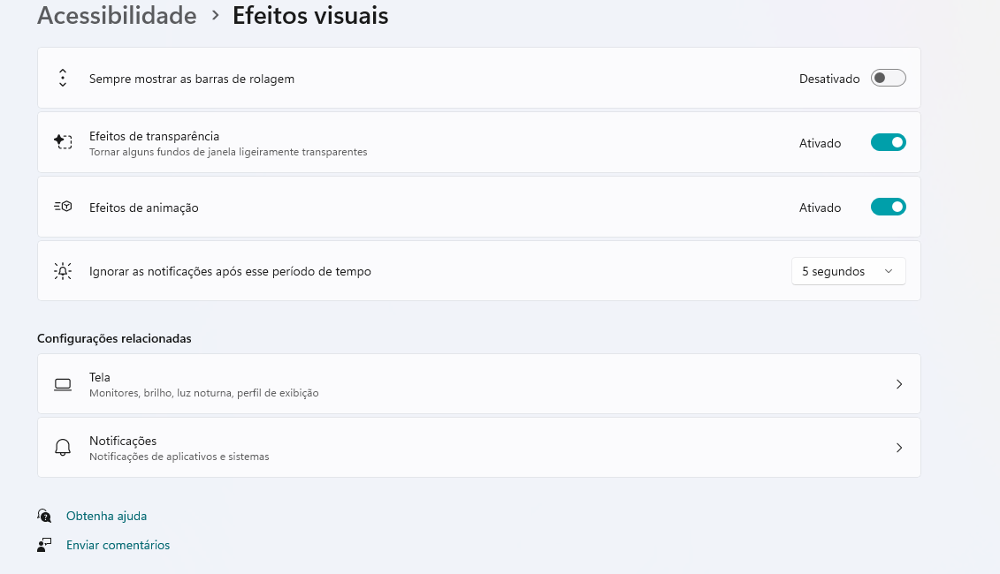 Acessibilidade > Efeitos visuais
Sempre mostrar as barras de rolagem
Desativado
Efeitos de transparência
Tornar alguns fundos de janela ligeiramente transparentes
Ativado
Efeitos de animação
Ativado
Ignorar as notificações após esse período de tempo
5 segundos
Configurações relacionadas
Tela
Monitores, brilho, luz noturna, perfil de exibição
Notificações
Notificações de aplicativos e sistemas
Obtenha ajuda
Enviar comentários